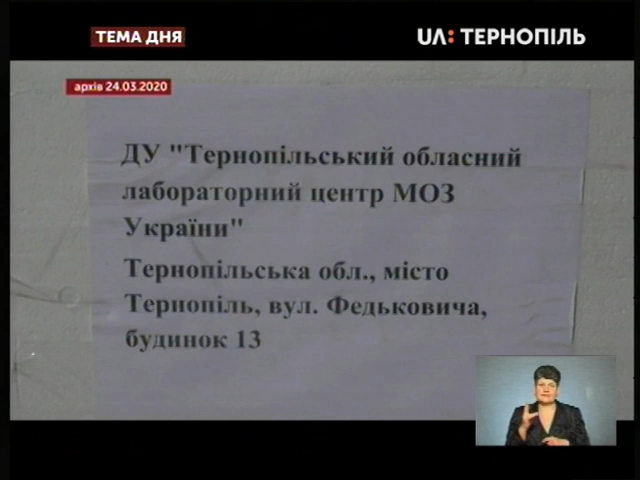 ТЕМА ДНЯ
UA: ТЕРНОПІЛЬ
архів 24.03.2020
ДУ "Тернопільський обласний
лабораторний центр МОЗ
України"
Тернопільська обл., місто
Тернопіль, вул. Федьковича,
будинок 13